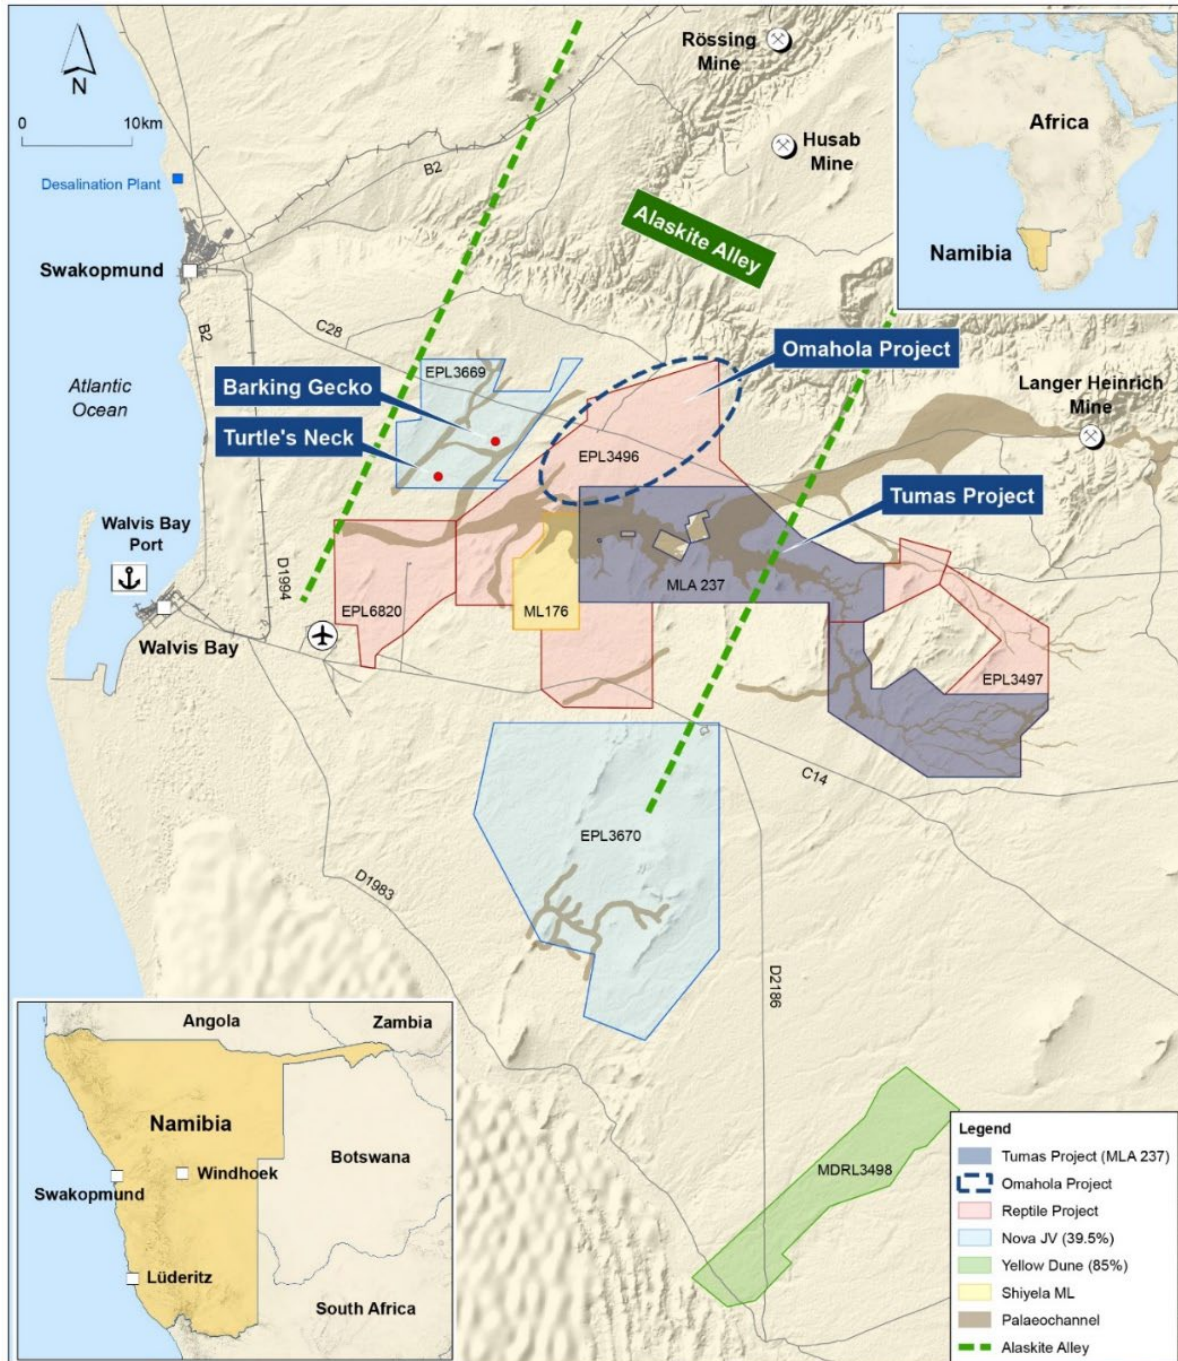 Rössing
Mine
N
0 10km
Africa
Husab
Mine
B2
Desalination Plant
Alaskite Alley
Swakopmund
Namibia
B2
C28
Omahola Project
EPL3669
Atlantic
Ocean
Barking Gecko
Langer Heinrich
Mine
Turtle's Neck
EPL3496
Tumas Project
Walvis Bay
Port
D1994
MLA 237
EPL6820
ML176
Walvis Bay
EPL3497
C14
EPL3670
D1983
D2186
Angola
Zambia
Namibia
Botswana
Windhoek
Swakopmund
Lüderitz
South Africa
MDRL3498
Legend
Tumas Project (MLA 237)
Omahola Project
Reptile Project
Nova JV (39.5%)
Yellow Dune (85%)
Shiyela ML
Palaeochannel
Alaskite Alley